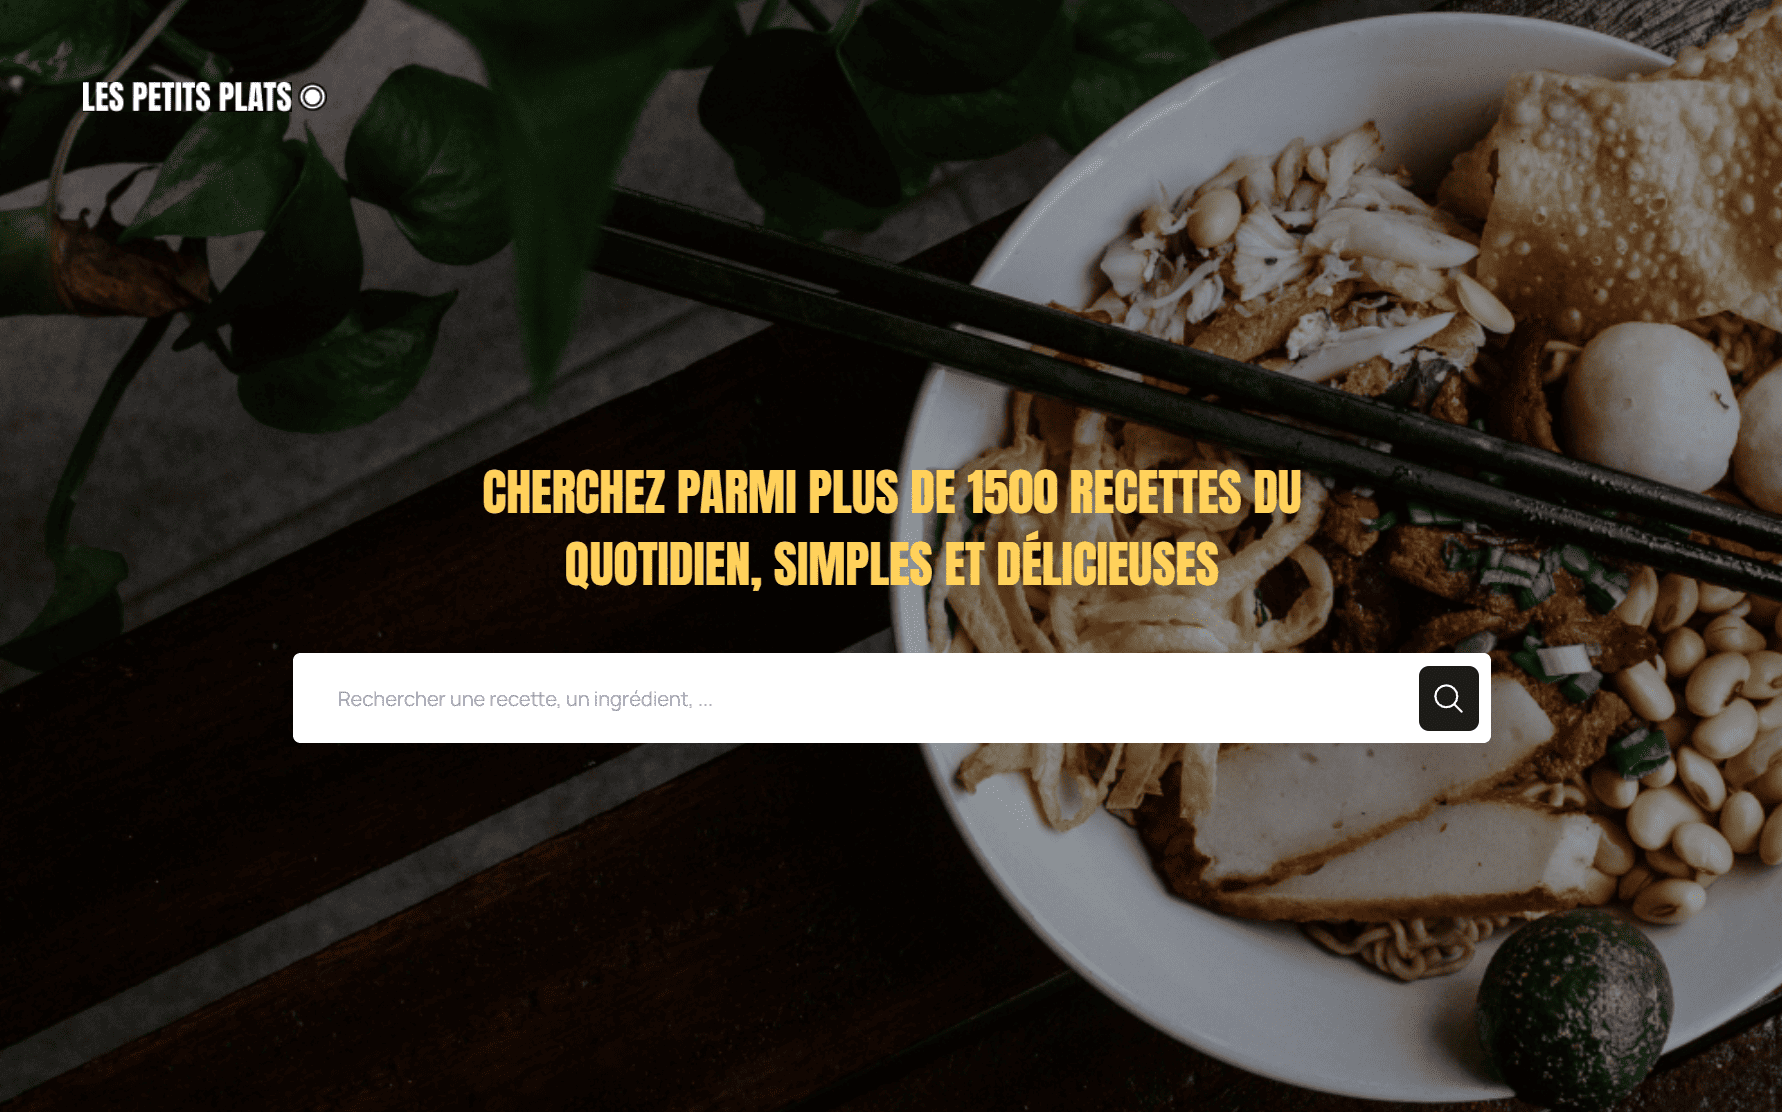 LES PETITS PLATS
CHERCHEZ PARMI PLUS DE 1500 RECETTES DU
QUOTIDIEN, SIMPLES ET DÉLICIEUSES
Rechercher une recette, un ingrédient, ...